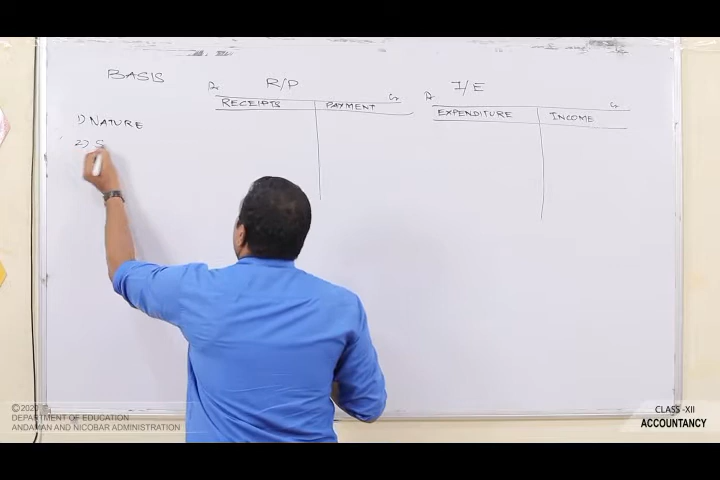 BASIS
R/P
I/E
Dr
Cr
Dr
Cr
RECEIPTS
PAYMENT
EXPENDITURE
INCOME
1) NATURE
2) S
©2020
DEPARTMENT OF EDUCATION
ANDAMAN AND NICOBAR ADMINISTRATION
CLASS -XII
ACCOUNTANCY